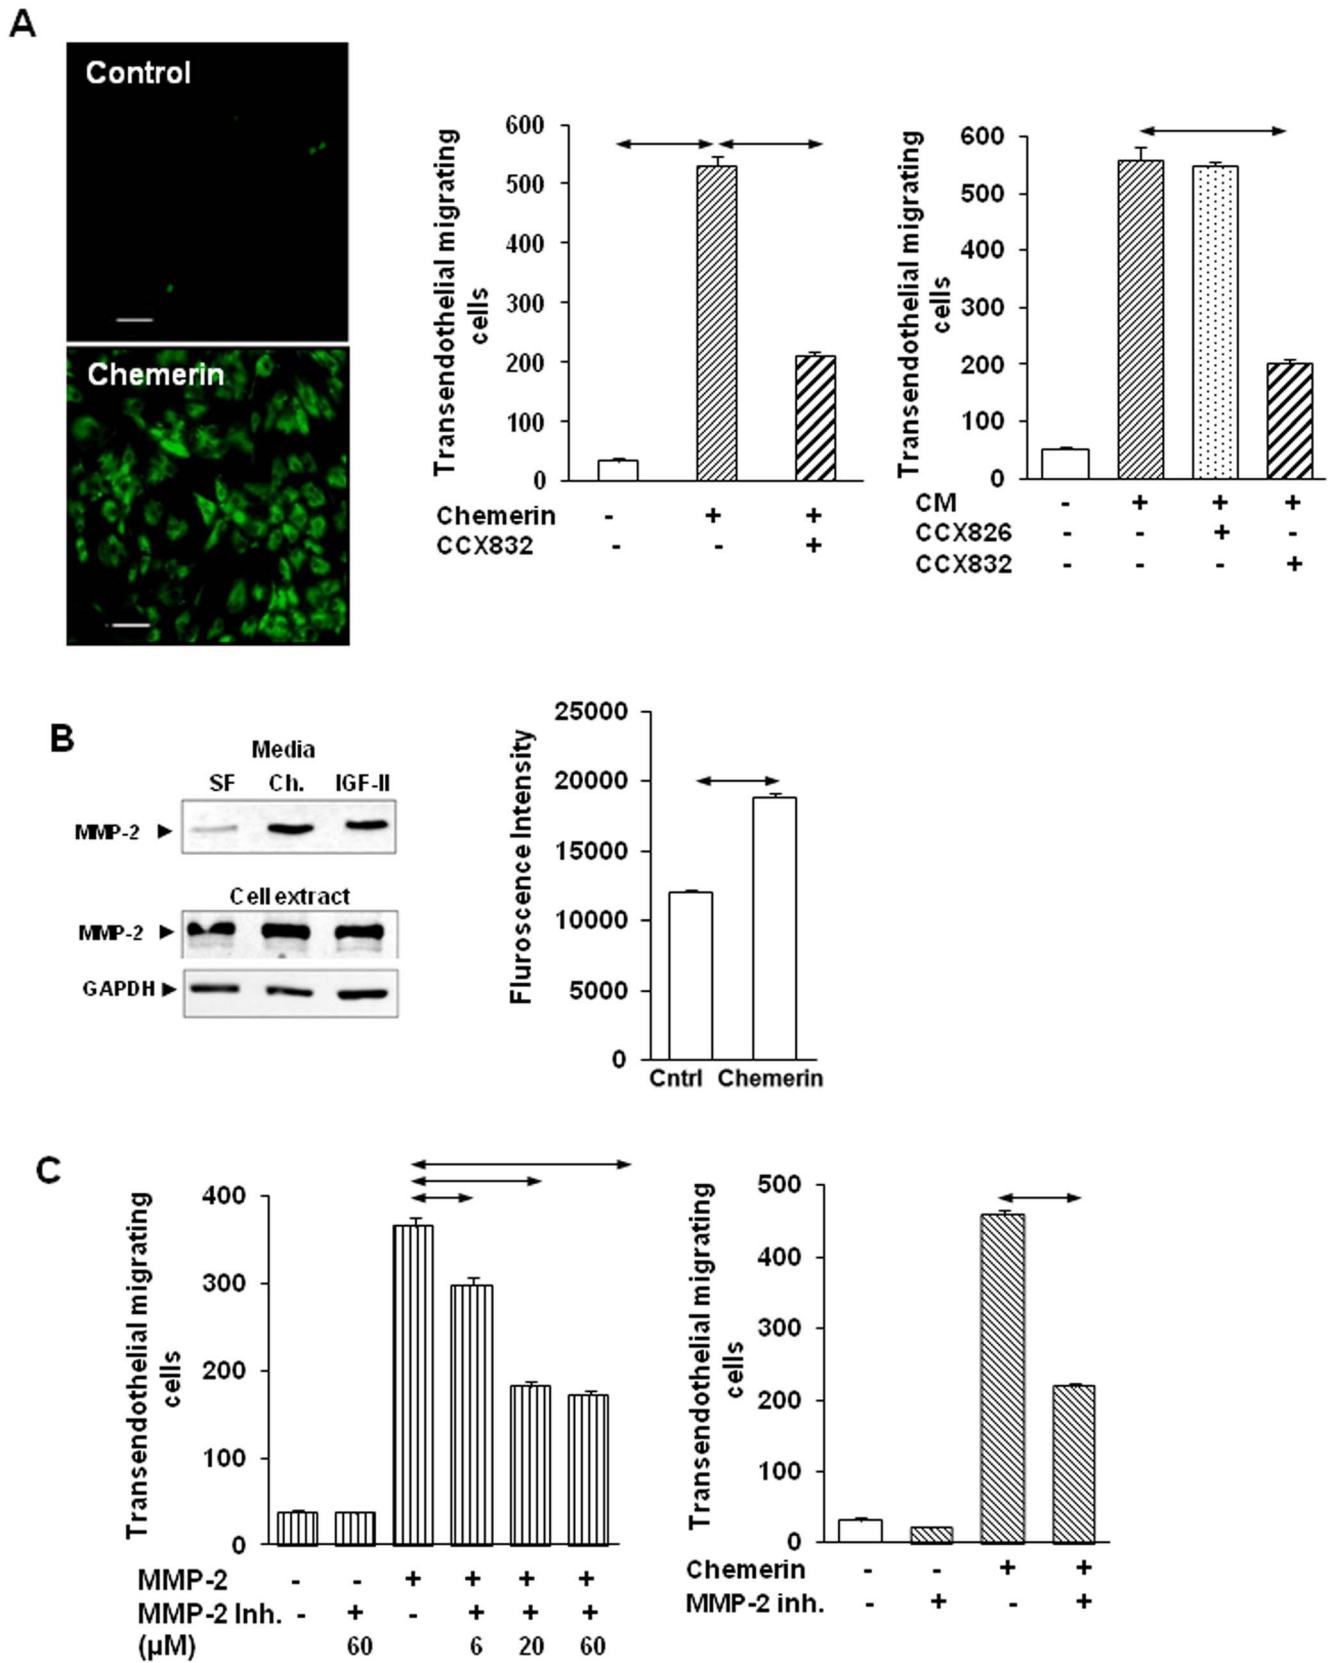 A
Control
Chemerin
Transendothelial migrating
cells
600
500
400
300
200
100
0
Chemerin - + +
CCX832 - - +
Transendothelial migrating
cells
600
500
400
300
200
100
0
CM - + + +
CCX826 - - + -
CCX832 - - - +
B
Media
SF Ch. IGF-II
MMP-2
Cell extract
MMP-2
GAPDH
Fluroscence Intensity
25000
20000
15000
10000
5000
0
Cntrl Chemerin
C
Transendothelial migrating
cells
400
300
200
100
0
MMP-2 - - + + + +
MMP-2 Inh. - + - + + +
(μM) 60 6 20 60
Transendothelial migrating
cells
500
400
300
200
100
0
Chemerin - - + +
MMP-2 inh. - + - +